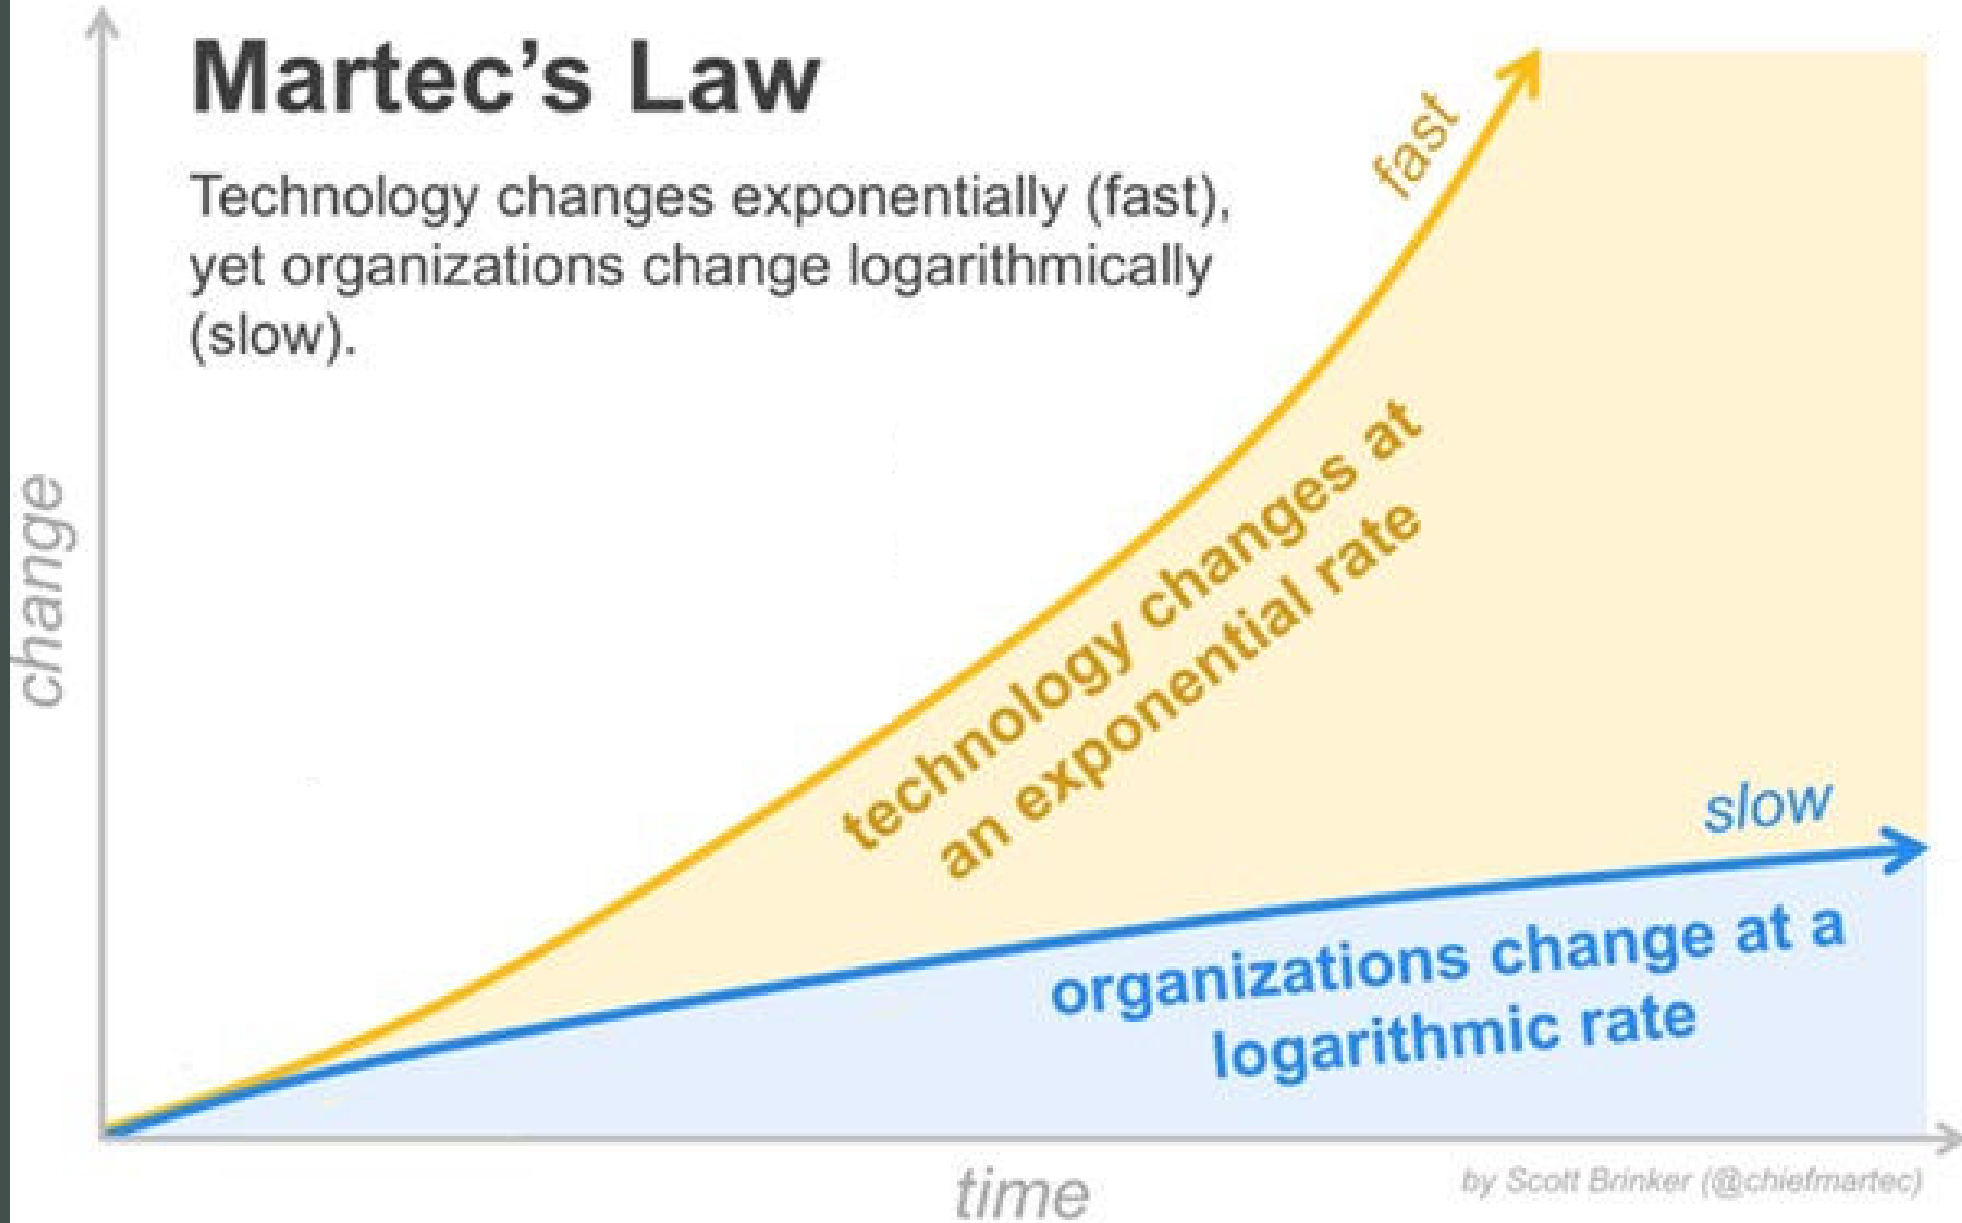 Martec's Law
Technology changes exponentially (fast),
yet organizations change logarithmically
(slow).
fast
technology changes at
an exponential rate
change
slow
organizations change at a
logarithmic rate
time
by Scott Brinker (@chiefmartec)